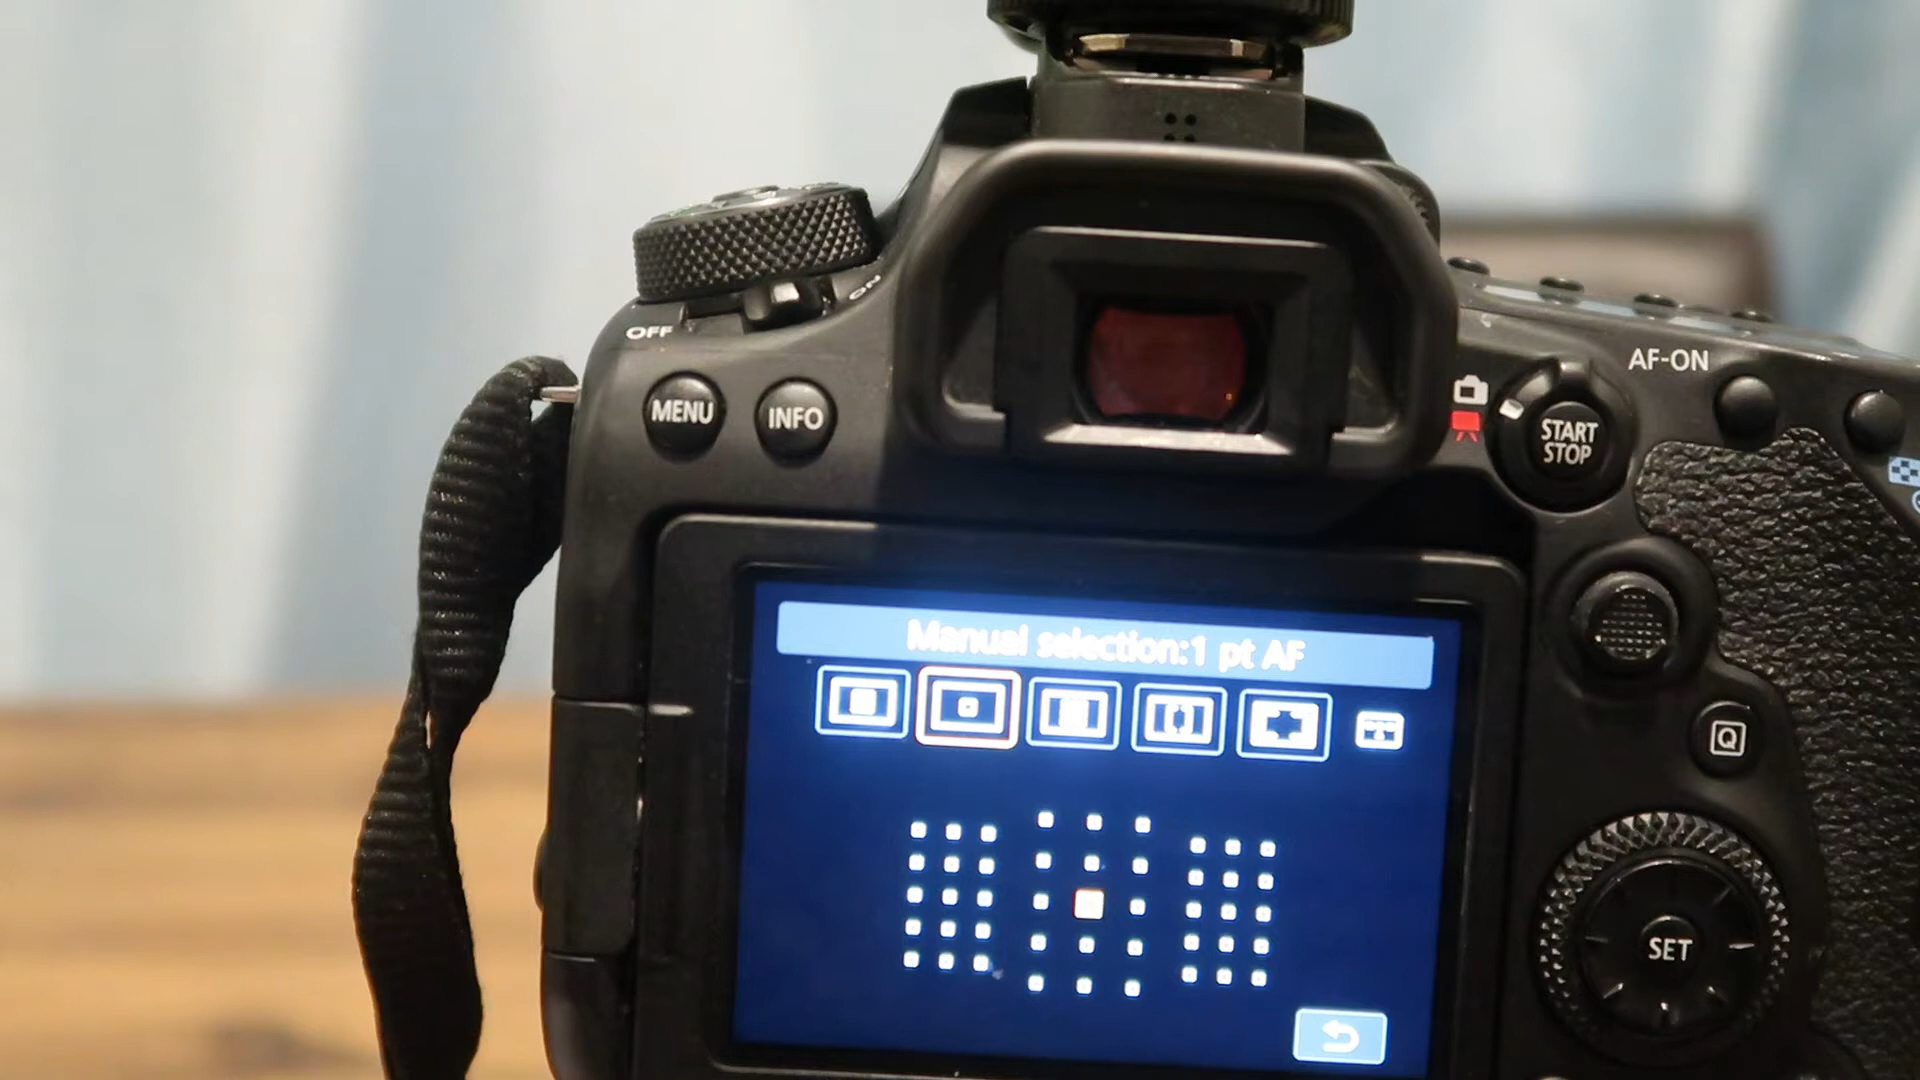 ON
OFF
MENU
INFO
AF-ON
START
STOP
Manual selection:1 pt AF
Q
SET